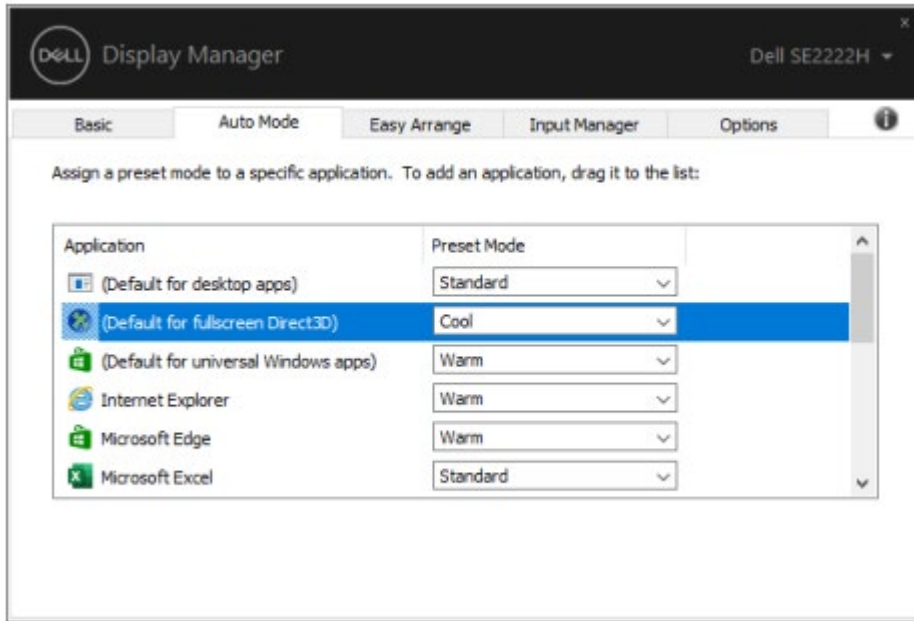 DELL Display Manager
Dell SE2222H
Basic Auto Mode Easy Arrange Input Manager Options
Assign a preset mode to a specific application. To add an application, drag it to the list:
Application Preset Mode
(Default for desktop apps) Standard
(Default for fullscreen Direct3D) Cool
(Default for universal Windows apps) Warm
Internet Explorer Warm
Microsoft Edge Warm
Microsoft Excel Standard